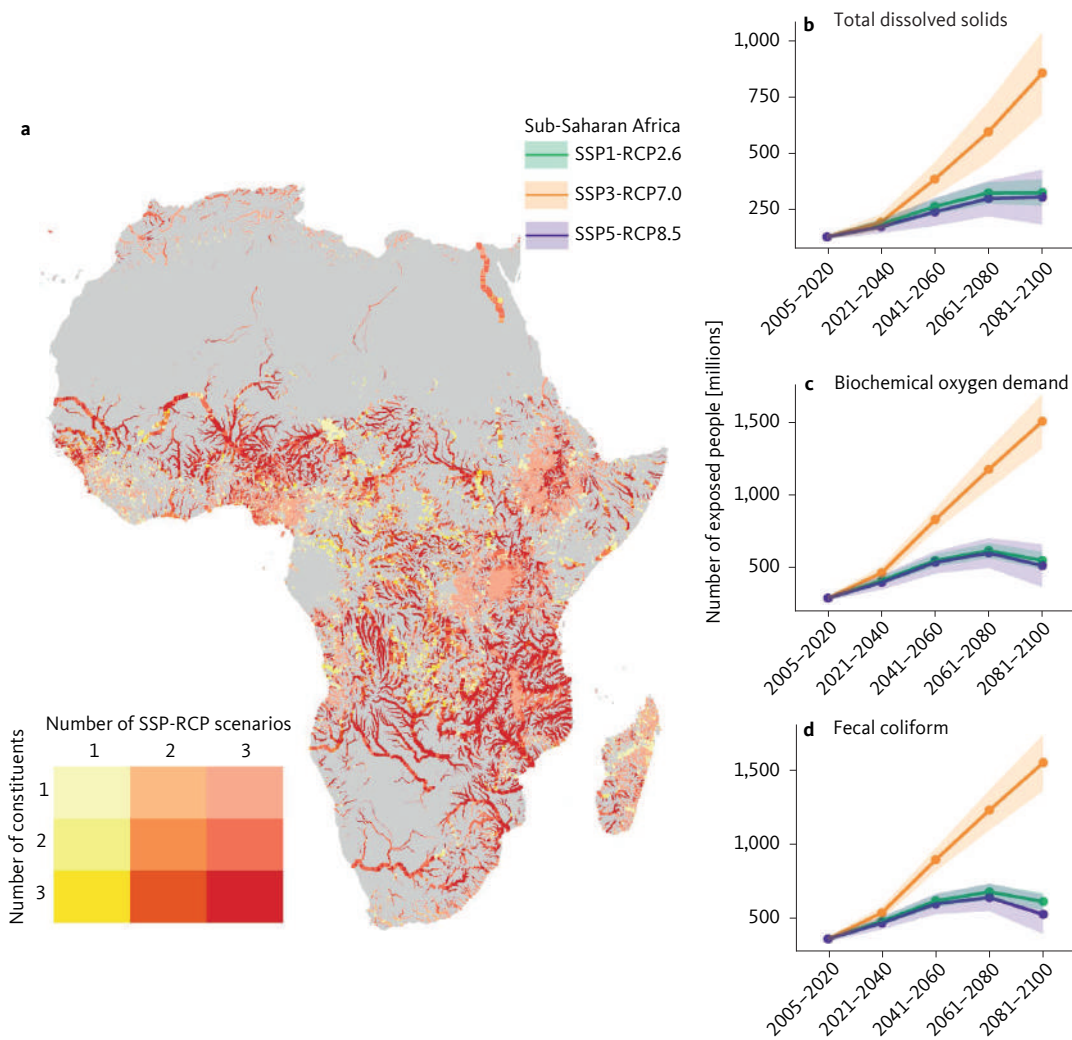 a
Sub-Saharan Africa
SSP1-RCP2.6
SSP3-RCP7.0
SSP5-RCP8.5
Number of SSP-RCP scenarios
1 2 3
Number of constituents
1
2
3
Number of exposed people [millions]
b Total dissolved solids
1,000
750
500
250
2005–2020
2021–2040
2041–2060
2061–2080
2081–2100
c Biochemical oxygen demand
1,500
1,000
500
2005–2020
2021–2040
2041–2060
2061–2080
2081–2100
d Fecal coliform
1,500
1,000
500
2005–2020
2021–2040
2041–2060
2061–2080
2081–2100